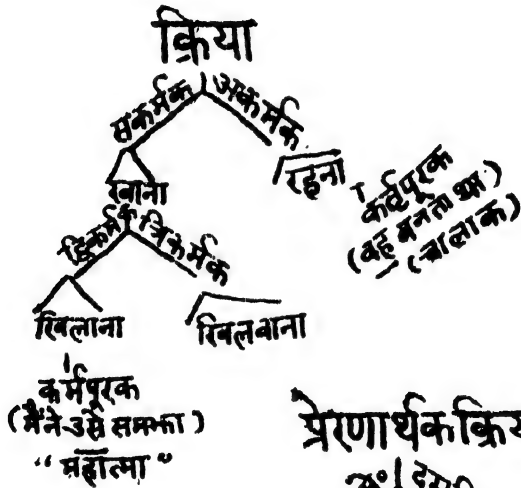 क्रिया
सकर्मक अकर्मक
खाना
रहना
कर्तृपूरक
(वह बनता था)
(चालाक)
द्विकर्मक त्रिकर्मक
खिलाना
खिलवाना
कर्मपूरक
(मैंने उसे समझा)
"महात्मा"
प्रेरणार्थक